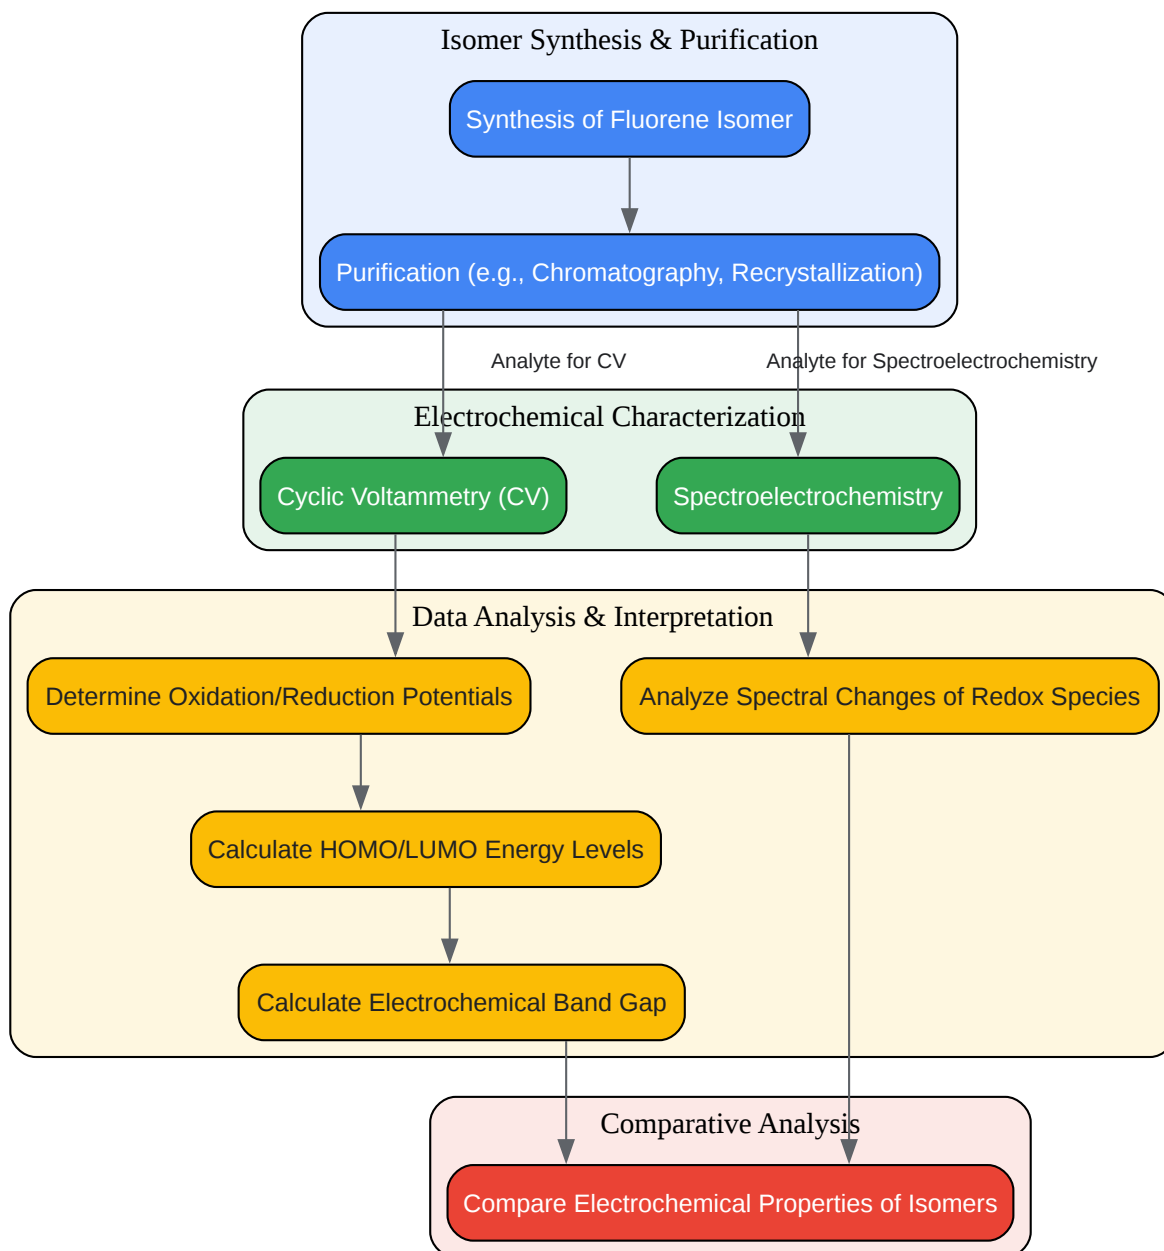 Isomer Synthesis & Purification
Synthesis of Fluorene Isomer
Purification (e.g., Chromatography, Recrystallization)
Analyte for CV
Analyte for Spectroelectrochemistry
Electrochemical Characterization
Cyclic Voltammetry (CV)
Spectroelectrochemistry
Data Analysis & Interpretation
Determine Oxidation/Reduction Potentials
Analyze Spectral Changes of Redox Species
Calculate HOMO/LUMO Energy Levels
Calculate Electrochemical Band Gap
Comparative Analysis
Compare Electrochemical Properties of Isomers